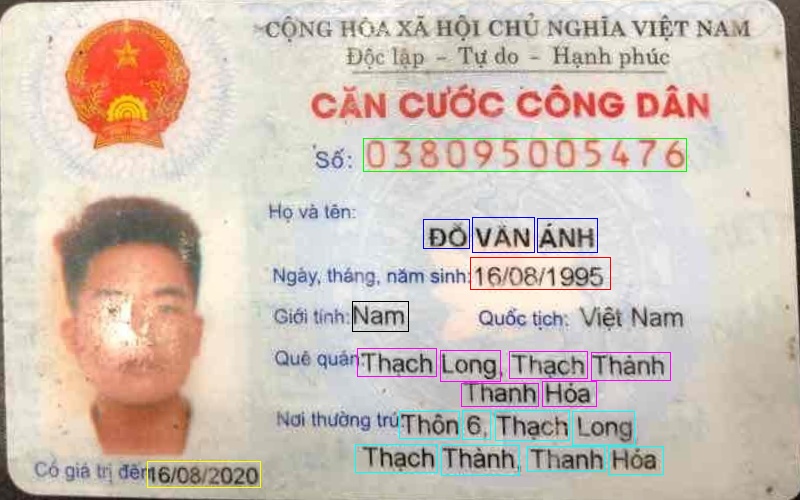 CỘNG HÒA XÃ HỘI CHỦ NGHĨA VIỆT NAM
Độc lập - Tự do - Hạnh phúc
CĂN CƯỚC CÔNG DÂN
Số: 038095005476
Họ và tên:
ĐỖ VĂN ÁNH
Ngày, tháng, năm sinh: 16/08/1995
Giới tính: Nam Quốc tịch: Việt Nam
Quê quán: Thạch Long, Thạch Thành
Thanh Hóa
Nơi thường trú: Thôn 6, Thạch Long
Thạch Thành, Thanh Hóa
Có giá trị đến: 16/08/2020